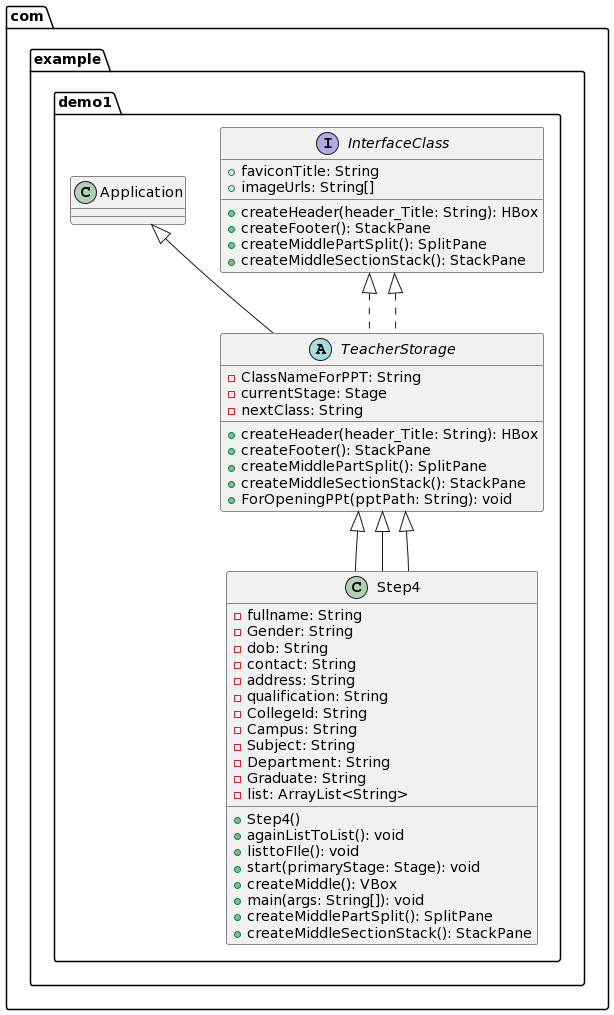 com
example
demo1
I InterfaceClass
faviconTitle: String
imageUrls: String[]
createHeader(header_Title: String): HBox
createFooter(): StackPane
createMiddlePartSplit(): SplitPane
createMiddleSectionStack(): StackPane
C Application
A TeacherStorage
ClassNameForPPT: String
currentStage: Stage
nextClass: String
createHeader(header_Title: String): HBox
createFooter(): StackPane
createMiddlePartSplit(): SplitPane
createMiddleSectionStack(): StackPane
ForOpeningPPt(pptPath: String): void
C Step4
fullname: String
Gender: String
dob: String
contact: String
address: String
qualification: String
CollegeId: String
Campus: String
Subject: String
Department: String
Graduate: String
list: ArrayList<String>
Step4()
againListToList(): void
listtoFIle(): void
start(primaryStage: Stage): void
createMiddle(): VBox
main(args: String[]): void
createMiddlePartSplit(): SplitPane
createMiddleSectionStack(): StackPane